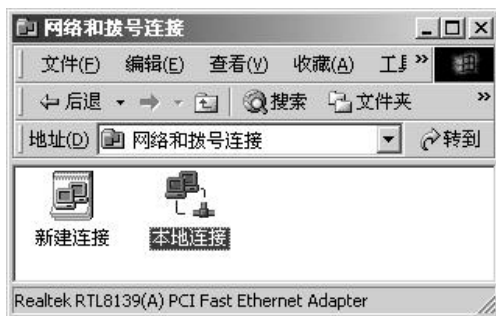 网络和拨号连接
文件(F) 编辑(E) 查看(V) 收藏(A) 工具 »
后退 搜索 文件夹 »
地址(D) 网络和拨号连接 转到
新建连接 本地连接
Realtek RTL8139(A) PCI Fast Ethernet Adapter